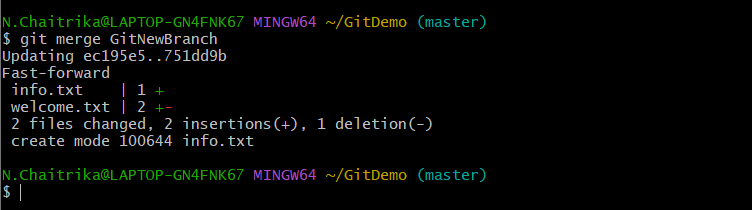 N.Chaitrika@LAPTOP-GN4FNK67 MINGW64 ~/GitDemo (master)
$ git merge GitNewBranch
Updating ec195e5..751dd9b
Fast-forward
 info.txt    | 1 +
 welcome.txt | 2 +-
 2 files changed, 2 insertions(+), 1 deletion(-)
 create mode 100644 info.txt
N.Chaitrika@LAPTOP-GN4FNK67 MINGW64 ~/GitDemo (master)
$